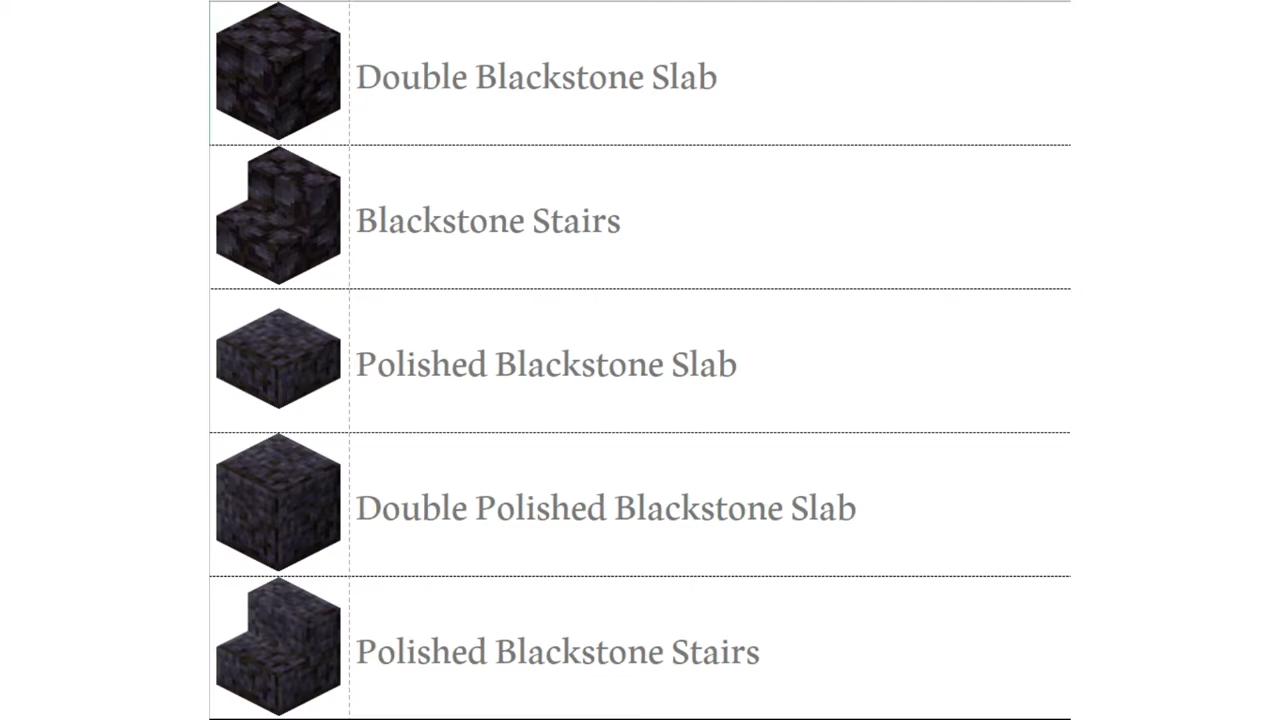 Double Blackstone Slab
Blackstone Stairs
Polished Blackstone Slab
Double Polished Blackstone Slab
Polished Blackstone Stairs